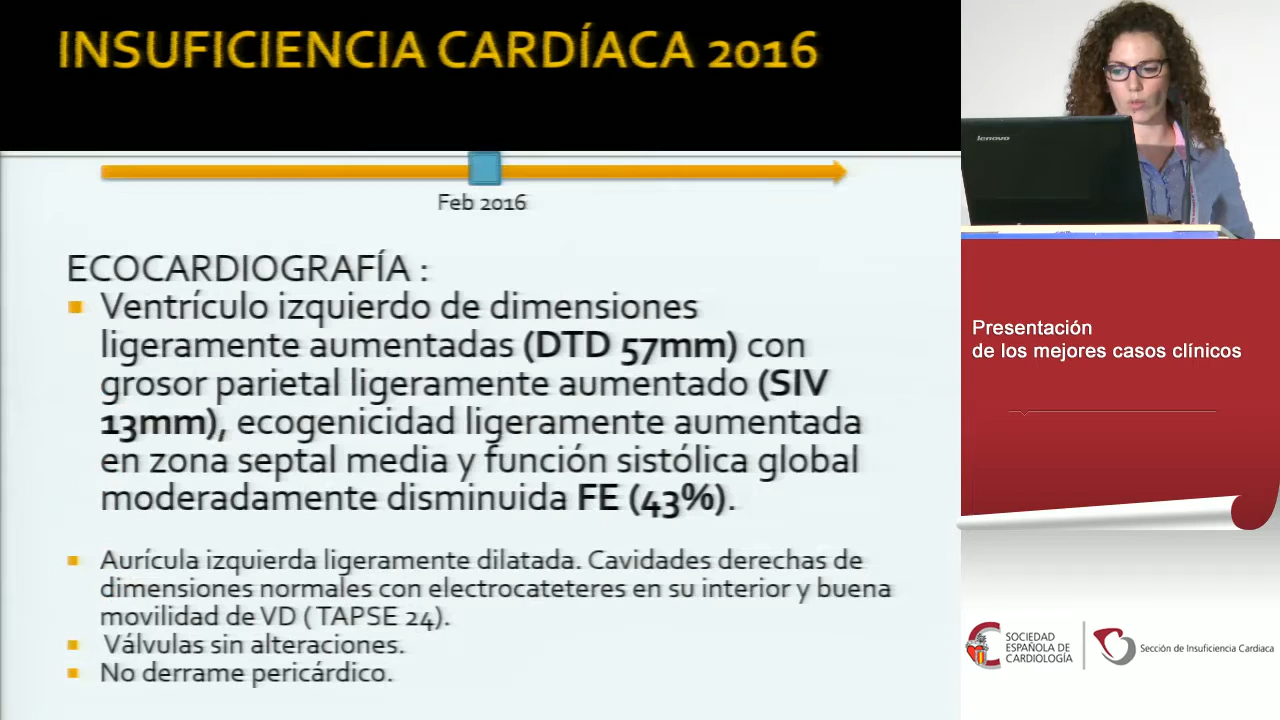 INSUFICIENCIA CARDÍACA 2016
Feb 2016
ECOCARDIOGRAFÍA :
Ventrículo izquierdo de dimensiones
ligeramente aumentadas (DTD 57mm) con
grosor parietal ligeramente aumentado (SIV
13mm), ecogenicidad ligeramente aumentada
en zona septal media y función sistólica global
moderadamente disminuida FE (43%).
Aurícula izquierda ligeramente dilatada. Cavidades derechas de
dimensiones normales con electrocateteres en su interior y buena
movilidad de VD ( TAPSE 24).
Válvulas sin alteraciones.
No derrame pericárdico.
lenovo
Presentación
de los mejores casos clínicos
SOCIEDAD
ESPAÑOLA DE
CARDIOLOGÍA
Sección de Insuficiencia Cardiaca